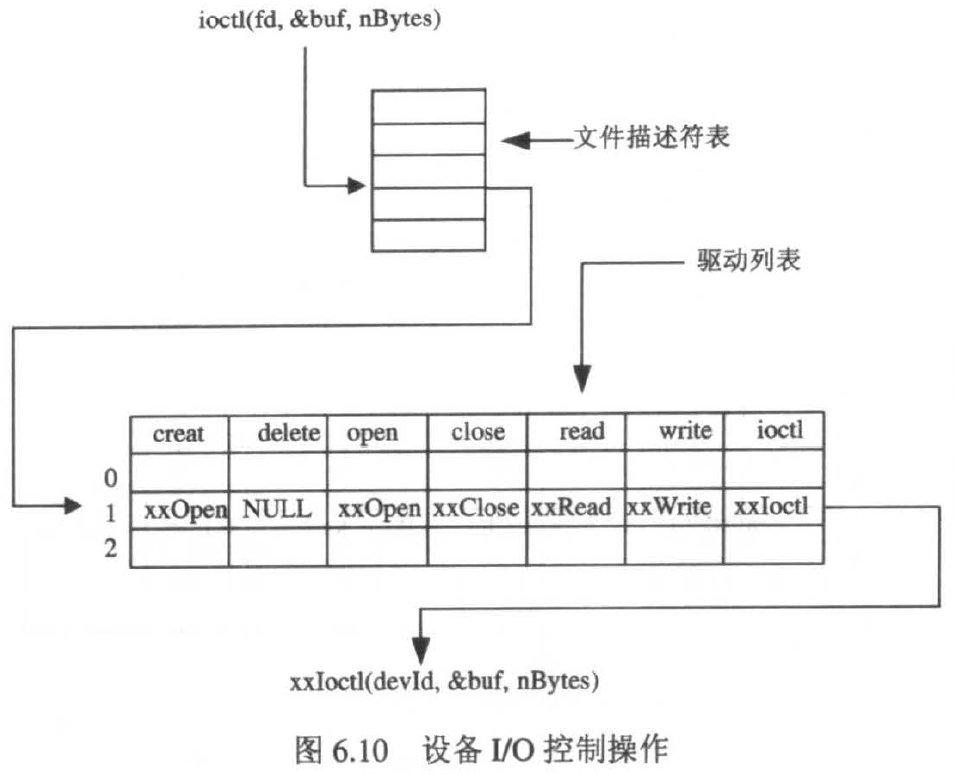 ioctl(fd, &buf, nBytes)
文件描述符表
驱动列表
creat delete open close read write ioctl
0
1 xxOpen NULL xxOpen xxClose xxRead xxWrite xxIoctl
2
xxIoctl(devId, &buf, nBytes)
图 6.10 设备 I/O 控制操作